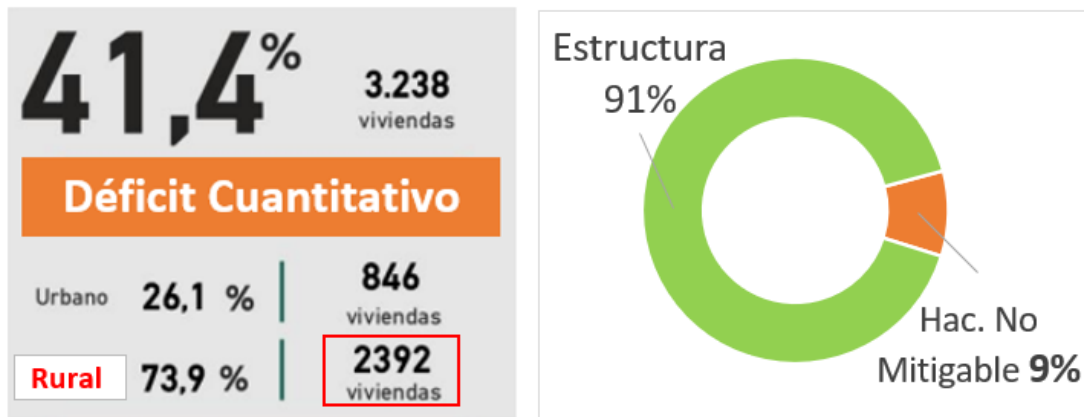 41,4%
3.238
viviendas
Déficit Cuantitativo
Urbano 26,1 % 846
viviendas
Rural 73,9 % 2392
viviendas
Estructura
91%
Hac. No
Mitigable 9%